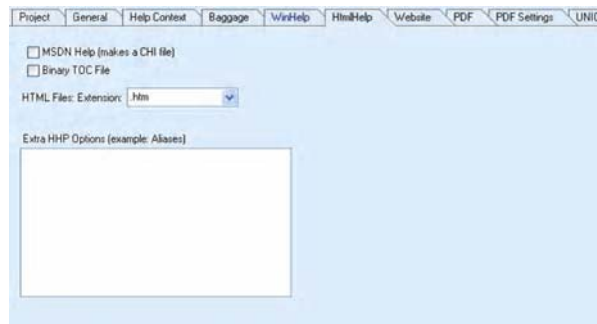 Project General Help Context Baggage WinHelp HtmlHelp Website PDF PDF Settings
MSDN Help (makes a CHI file)
Binary TOC File
HTML Files: Extension: .htm
Extra HHP Options (example: Aliases)